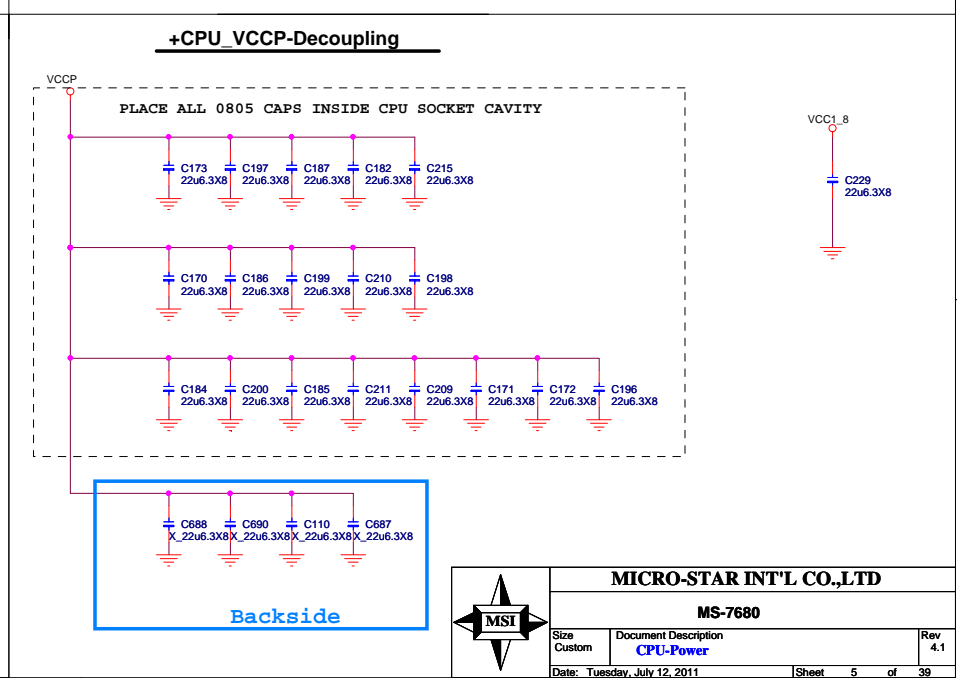 +CPU_VCCP-Decoupling
VCCP
PLACE ALL 0805 CAPS INSIDE CPU SOCKET CAVITY
VCC1_8
C173 C197 C187 C182 C215
22u6.3X8 22u6.3X8 22u6.3X8 22u6.3X8 22u6.3X8
C229
22u6.3X8
C170 C186 C199 C210 C198
22u6.3X8 22u6.3X8 22u6.3X8 22u6.3X8 22u6.3X8
C184 C200 C185 C211 C209 C171 C172 C196
22u6.3X8 22u6.3X8 22u6.3X8 22u6.3X8 22u6.3X8 22u6.3X8 22u6.3X8 22u6.3X8
C688 C690 C110 C687
X_22u6.3X8 X_22u6.3X8 X_22u6.3X8 X_22u6.3X8
Backside
MSI
MICRO-STAR INT'L CO.,LTD
MS-7680
Size Document Description Rev
Custom CPU-Power 4.1
Date: Tuesday, July 12, 2011 Sheet 5 of 39